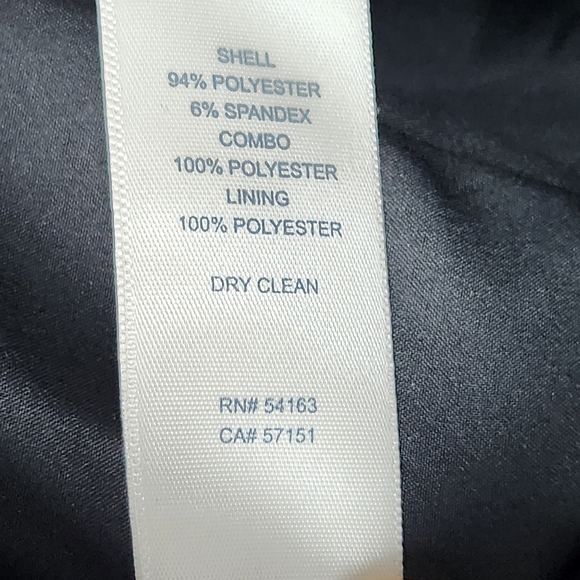 SHELL
94% POLYESTER
6% SPANDEX
COMBO
100% POLYESTER
LINING
100% POLYESTER
DRY CLEAN
RN# 54163
CA# 57151